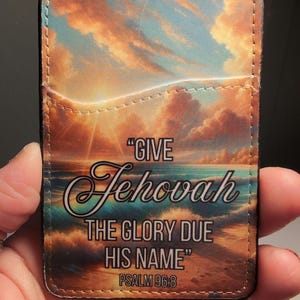 “GIVE
Jehovah
THE GLORY DUE
HIS NAME”
PSALM 96:8